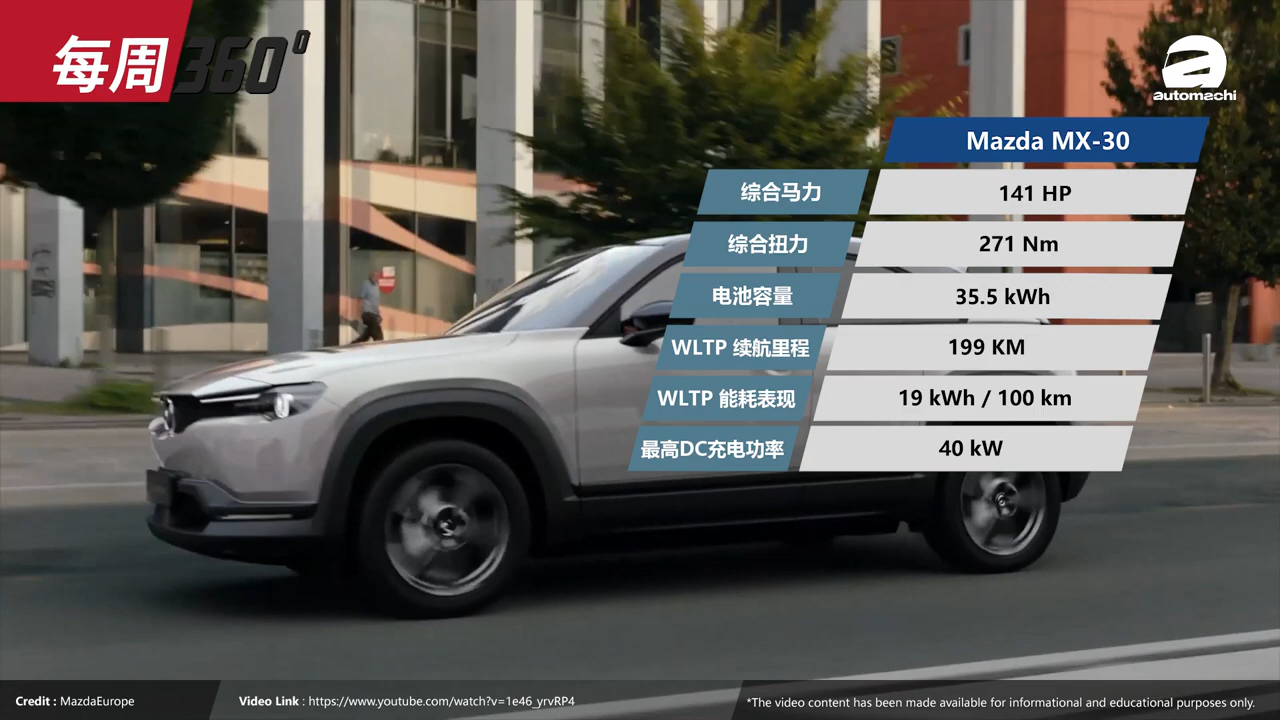 每周360°
automachi
Mazda MX-30
综合马力 141 HP
综合扭力 271 Nm
电池容量 35.5 kWh
WLTP 续航里程 199 KM
WLTP 能耗表现 19 kWh / 100 km
最高DC充电功率 40 kW
Credit : MazdaEurope
Video Link : https://www.youtube.com/watch?v=1e46_yrvRP4
*The video content has been made available for informational and educational purposes only.